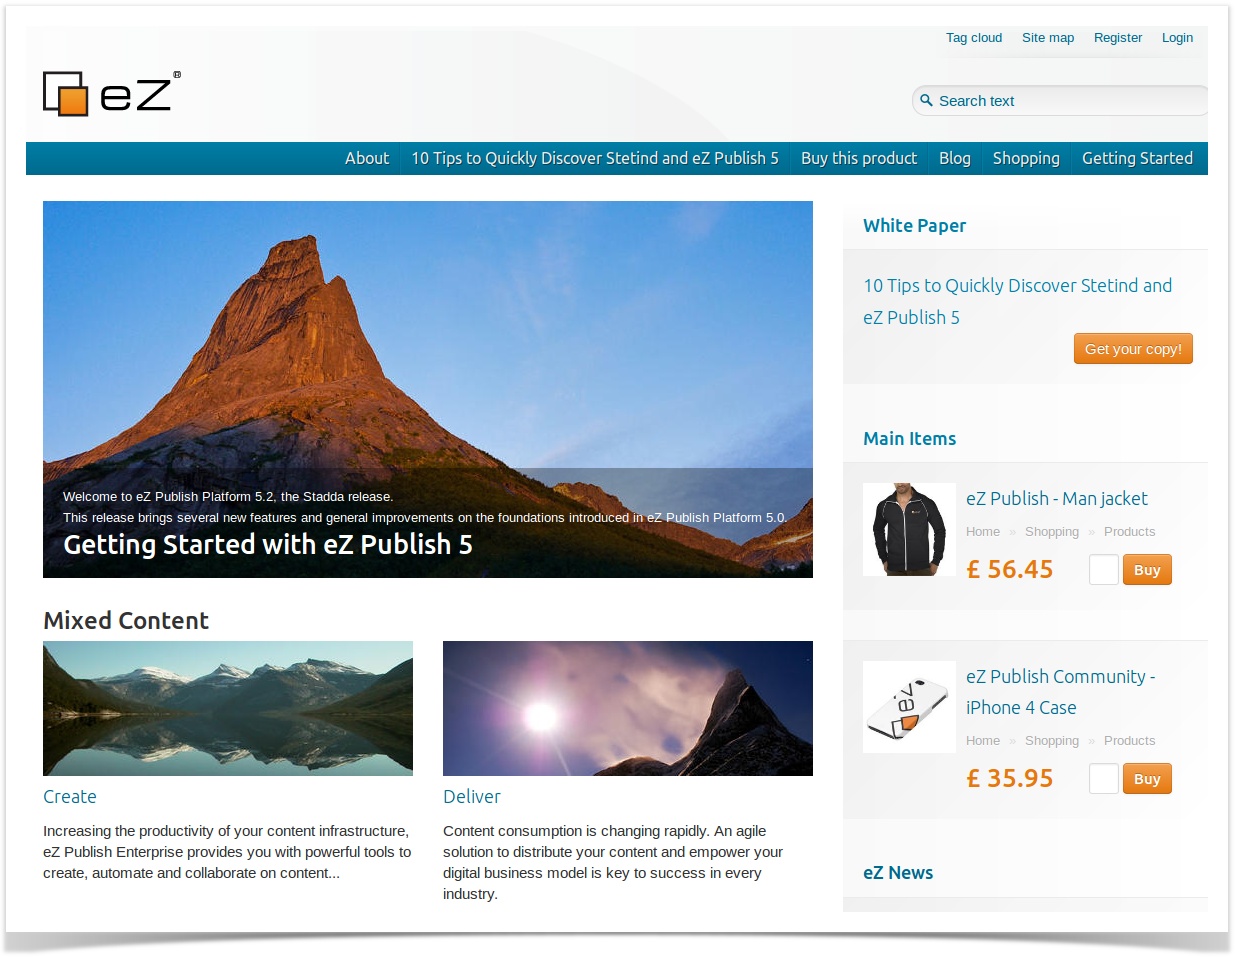 Tag cloud Site map Register Login
eZ®
Search text
About 10 Tips to Quickly Discover Stetind and eZ Publish 5 Buy this product Blog Shopping Getting Started
Welcome to eZ Publish Platform 5.2, the Stadda release.
This release brings several new features and general improvements on the foundations introduced in eZ Publish Platform 5.0.
Getting Started with eZ Publish 5
Mixed Content
Create
Increasing the productivity of your content infrastructure,
eZ Publish Enterprise provides you with powerful tools to
create, automate and collaborate on content...
Deliver
Content consumption is changing rapidly. An agile
solution to distribute your content and empower your
digital business model is key to success in every
industry.
White Paper
10 Tips to Quickly Discover Stetind and
eZ Publish 5
Get your copy!
Main Items
eZ Publish - Man jacket
Home » Shopping » Products
£ 56.45 Buy
eZ Publish Community -
iPhone 4 Case
eZ
Home » Shopping » Products
£ 35.95 Buy
eZ News